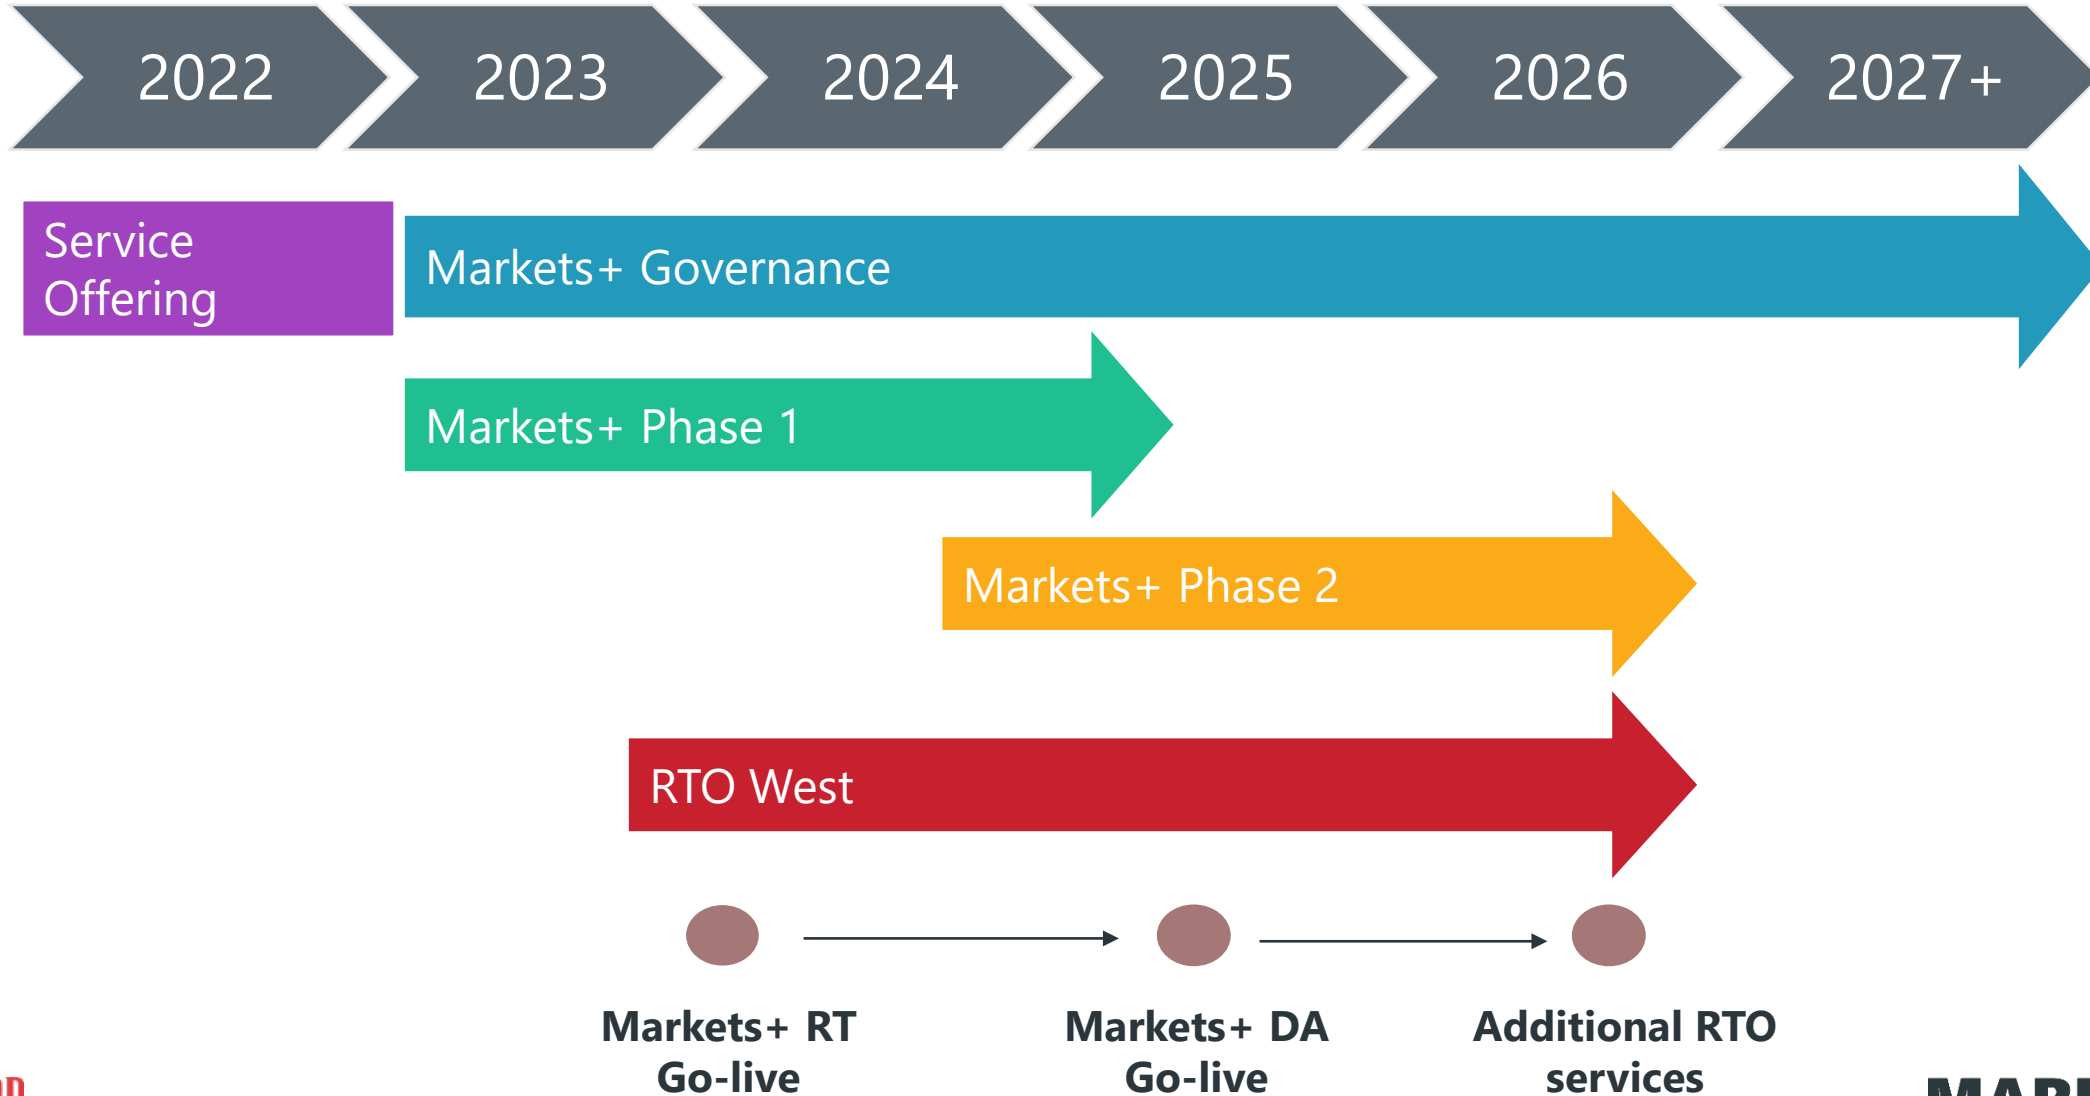 2022
2023
2024
2025
2026
2027+
Service
Offering
Markets+ Governance
Markets+ Phase 1
Markets+ Phase 2
RTO West
Markets+ RT
Go-live
Markets+ DA
Go-live
Additional RTO
services